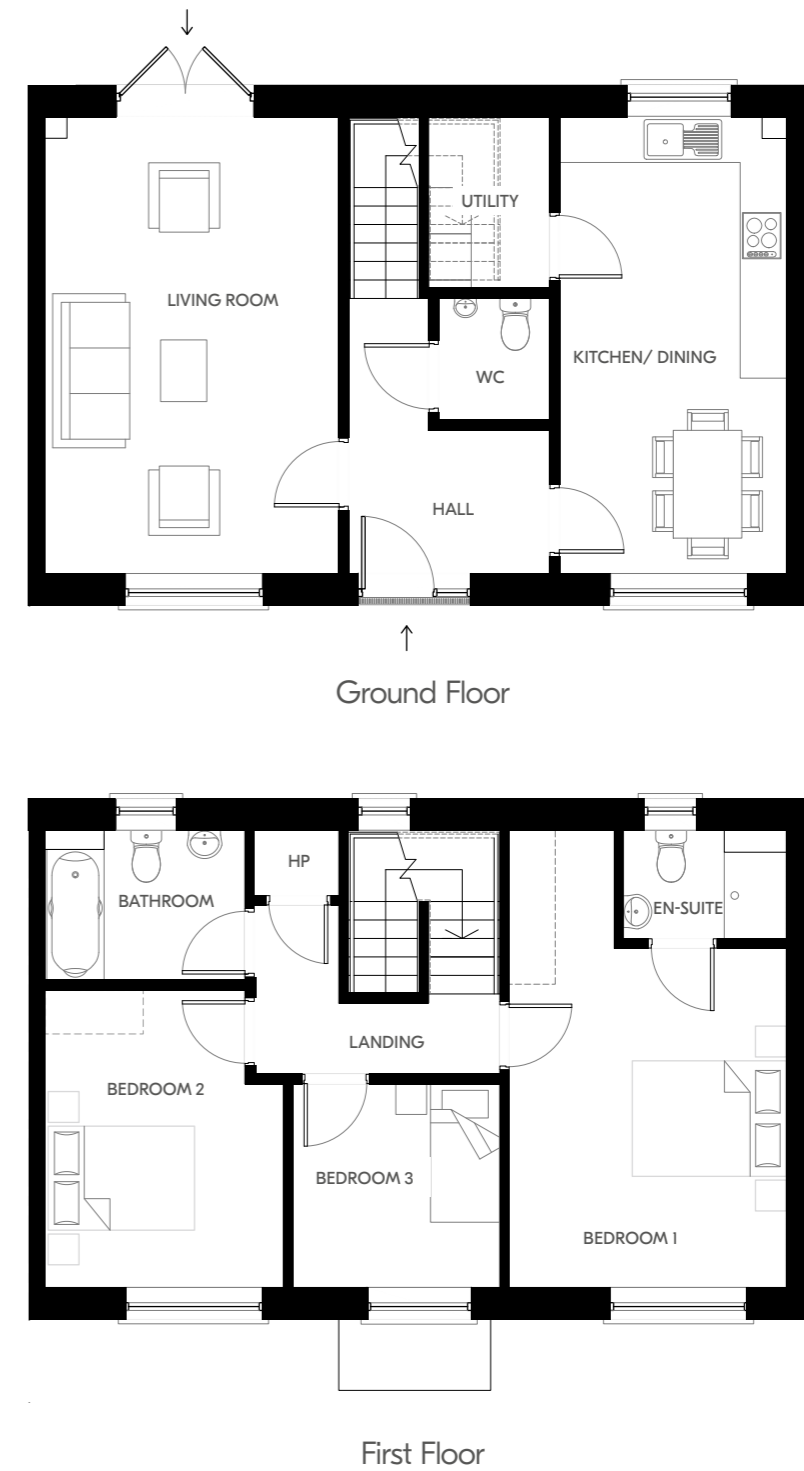 UTILITY
LIVING ROOM
KITCHEN/ DINING
WC
HALL
Ground Floor
HP
BATHROOM
EN-SUITE
LANDING
BEDROOM 2
BEDROOM 3
BEDROOM 1
First Floor